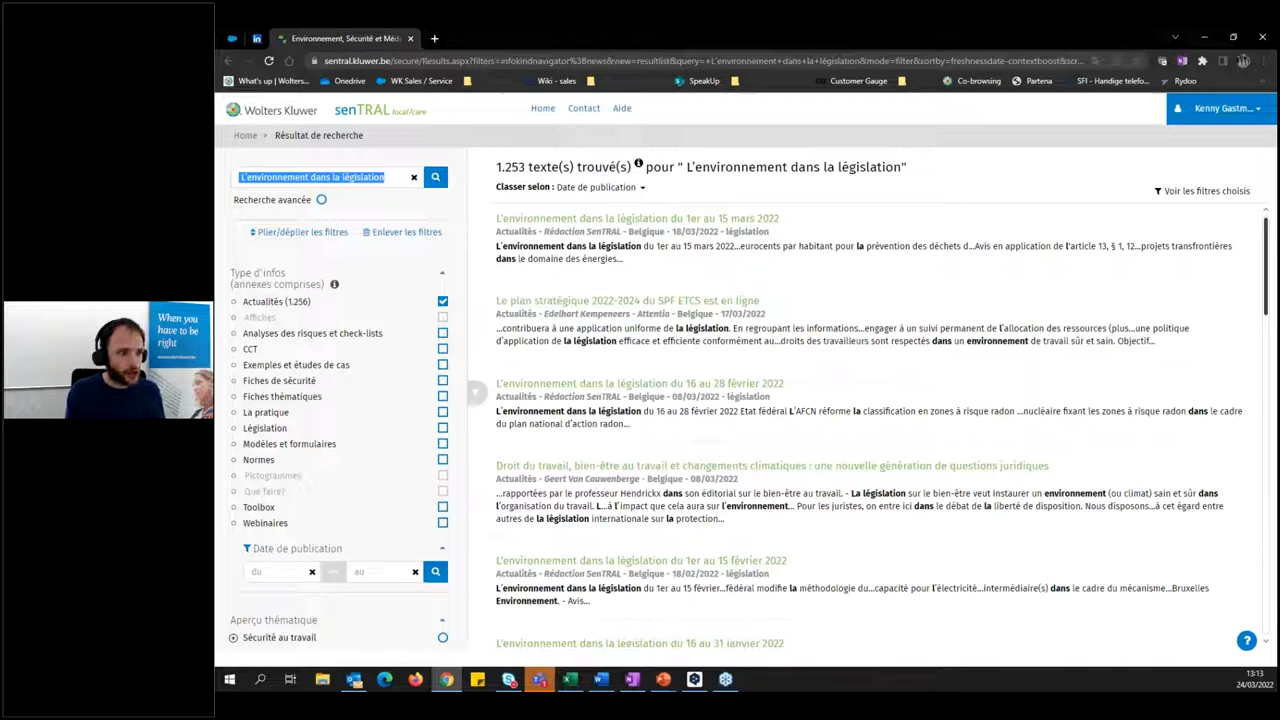 Environnement, Sécurité et Méd
sentral.kluwer.be/secure/Results.aspx?filters=infokindnavigator%3Bnews&view=resultlist&query=+L'environnement+dans+la+législation&mode=filter&sortby=freshnessdate-contextboost&scr...
What's up | Wolters...
Onedrive
WK Sales / Service
Wiki - sales
SpeakUp
Customer Gauge
Co-browsing
Partena
SFI - Handige telefo...
Rydoo
Wolters Kluwer
senTRAL local/care
Home
Contact
Aide
Kenny Gastm...
Home > Résultat de recherche
L'environnement dans la législation
Recherche avancée
Plier/déplier les filtres
Enlever les filtres
Type d'infos
(annexes comprises)
Actualités (1.256)
Affiches
Analyses des risques et check-lists
CCT
Exemples et études de cas
Fiches de sécurité
Fiches thématiques
La pratique
Législation
Modèles et formulaires
Normes
Pictogrammes
Que faire?
Toolbox
Webinaires
Date de publication
du
au
Aperçu thématique
Sécurité au travail
1.253 texte(s) trouvé(s) pour " L'environnement dans la législation"
Classer selon : Date de publication
Voir les filtres choisis
L'environnement dans la législation du 1er au 15 mars 2022
Actualités - Rédaction SenTRAL - Belgique - 18/03/2022 - législation
L'environnement dans la législation du 1er au 15 mars 2022...eurocents par habitant pour la prévention des déchets d...Avis en application de l'article 13, § 1, 12...projets transfrontières
dans le domaine des énergies...
Le plan stratégique 2022-2024 du SPF ETCS est en ligne
Actualités - Edelhart Kempeneers - Attentia - Belgique - 17/03/2022
...contribuera à une application uniforme de la législation. En regroupant les informations...engager à un suivi permanent de l'allocation des ressources (plus...une politique
d'application de la législation efficace et efficiente conformément au...droits des travailleurs sont respectés dans un environnement de travail sûr et sain. Objectif...
L'environnement dans la législation du 16 au 28 février 2022
Actualités - Rédaction SenTRAL - Belgique - 08/03/2022 - législation
L'environnement dans la législation du 16 au 28 février 2022 Etat fédéral L'AFCN réforme la classification en zones à risque radon ...nucléaire fixant les zones à risque radon dans le cadre
du plan national d'action radon...
Droit du travail, bien-être au travail et changements climatiques : une nouvelle génération de questions juridiques
Actualités - Geert Van Cauwenberge - Belgique - 08/03/2022
...rapportées par le professeur Hendrickx dans son éditorial sur le bien-être au travail. - La législation sur le bien-être veut instaurer un environnement (ou climat) sain et sûr dans
l'organisation du travail. L...à l'impact que cela aura sur l'environnement... Pour les juristes, on entre ici dans le débat de la liberté de disposition. Nous disposons...à cet égard entre
autres de la législation internationale sur la protection...
L'environnement dans la législation du 1er au 15 février 2022
Actualités - Rédaction SenTRAL - Belgique - 18/02/2022 - législation
L'environnement dans la législation du 1er au 15 février...fédéral modifie la méthodologie du...capacité pour l'électricité...intermédiaire(s) dans le cadre du mécanisme...Bruxelles
Environnement. - Avis...
L'environnement dans la législation du 16 au 31 janvier 2022
When you
have to be
right
13:13
24/03/2022